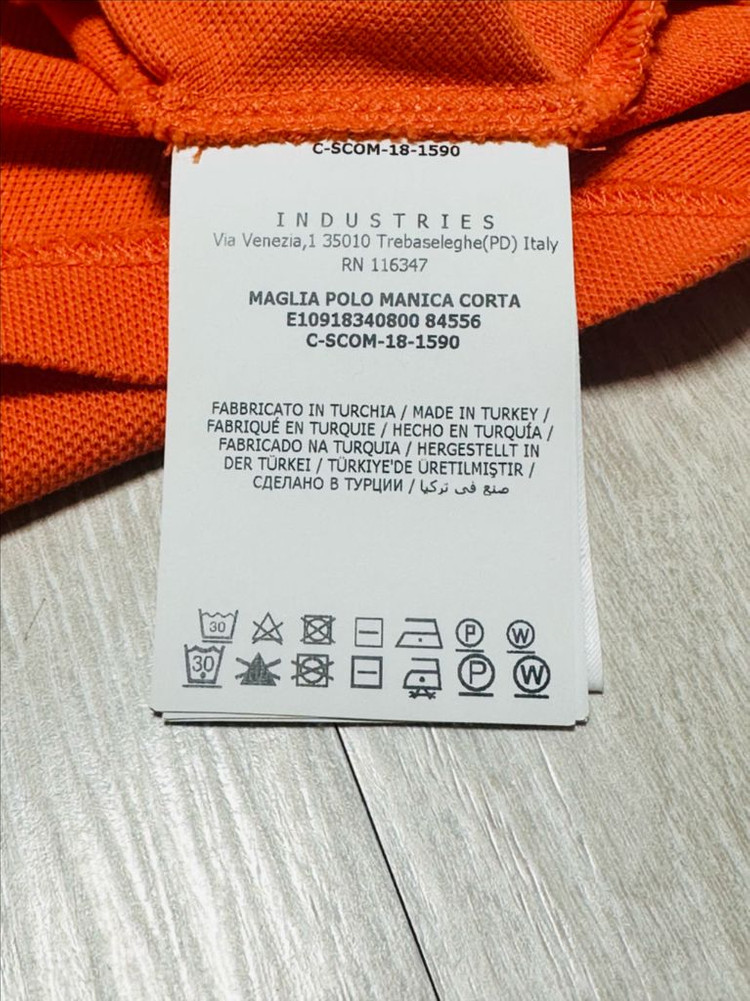 C-SCOM-18-1590
INDUSTRIES
Via Venezia,1 35010 Trebaseleghe(PD) Italy
RN 116347
MAGLIA POLO MANICA CORTA
E10918340800 84556
C-SCOM-18-1590
FABBRICATO IN TURCHIA / MADE IN TURKEY /
FABRIQUÉ EN TURQUIE / HECHO EN TURQUÍA /
FABRICADO NA TURQUIA / HERGESTELLT IN
DER TÜRKEI / TÜRKIYE'DE ÜRETILMIŞTIR /
СДЕЛАНО В ТУРЦИИ / صنع في تركيا
30 P W
30 P W